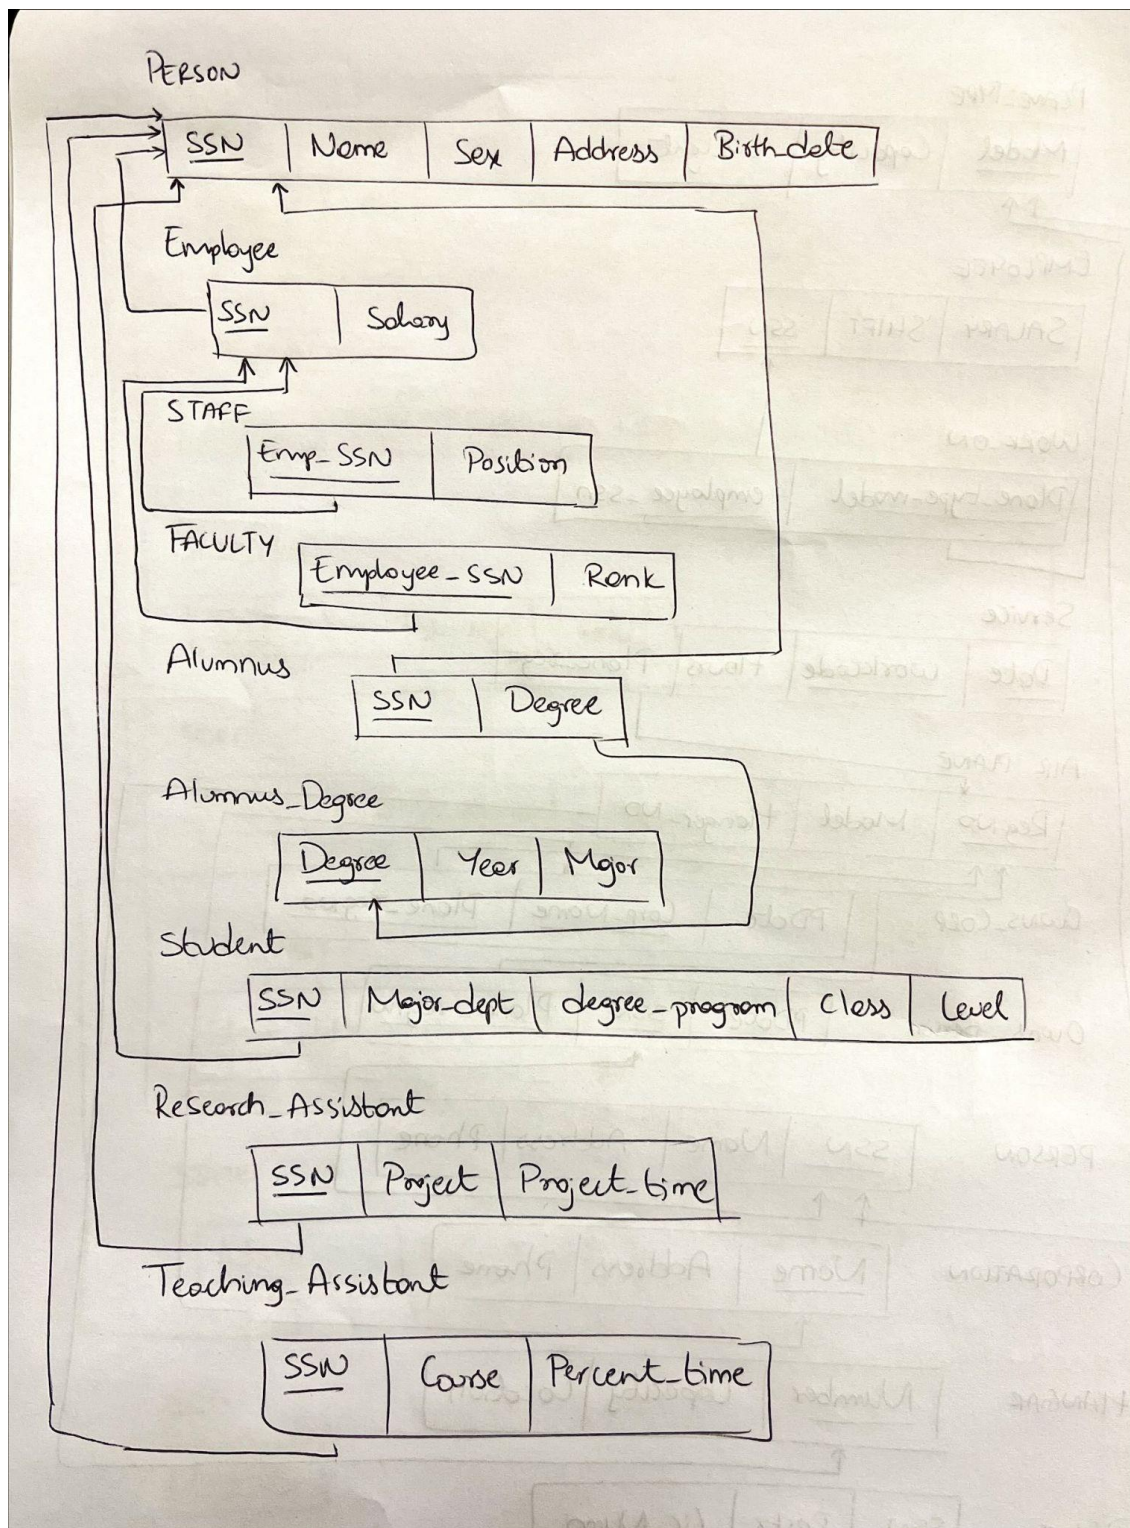 PERSON
SSN Name Sex Address Birth_date
Employee
SSN Salary
STAFF
Emp_SSN Position
FACULTY
Employee_SSN Rank
Alumnus
SSN Degree
Alumnus_Degree
Degree Year Major
Student
SSN Major_dept degree_program Class Level
Research_Assistant
SSN Project Project_time
Teaching_Assistant
SSN Course Percent_time